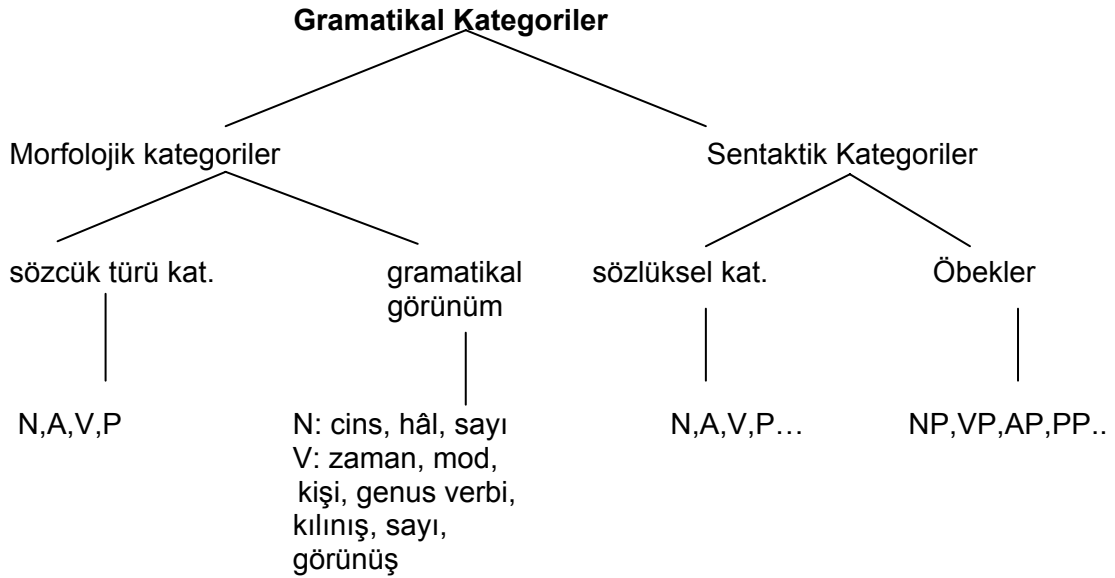 Gramatikal Kategoriler
Morfolojik kategoriler
Sentaktik Kategoriler
sözcük türü kat.
gramatikal
görünüm
sözlüksel kat.
Öbekler
N,A,V,P
N: cins, hâl, sayı
V: zaman, mod,
kişi, genus verbi,
kılınış, sayı,
görünüş
N,A,V,P…
NP,VP,AP,PP..